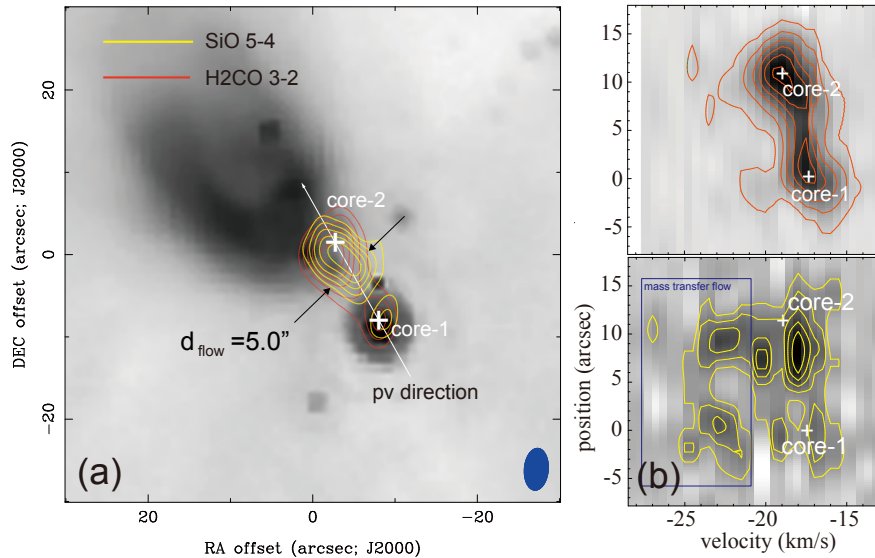 SiO 5-4
H2CO 3-2
core-2
core-1
d flow =5.0”
pv direction
(a)
DEC offset (arcsec; J2000)
20
0
−20
20
0
−20
RA offset (arcsec; J2000)
15
10
5
0
-5
core-2
core-1
15
10
5
0
-5
mass transfer flow
core-2
core-1
(b)
position (arcsec)
-25
-20
-15
velocity (km/s)